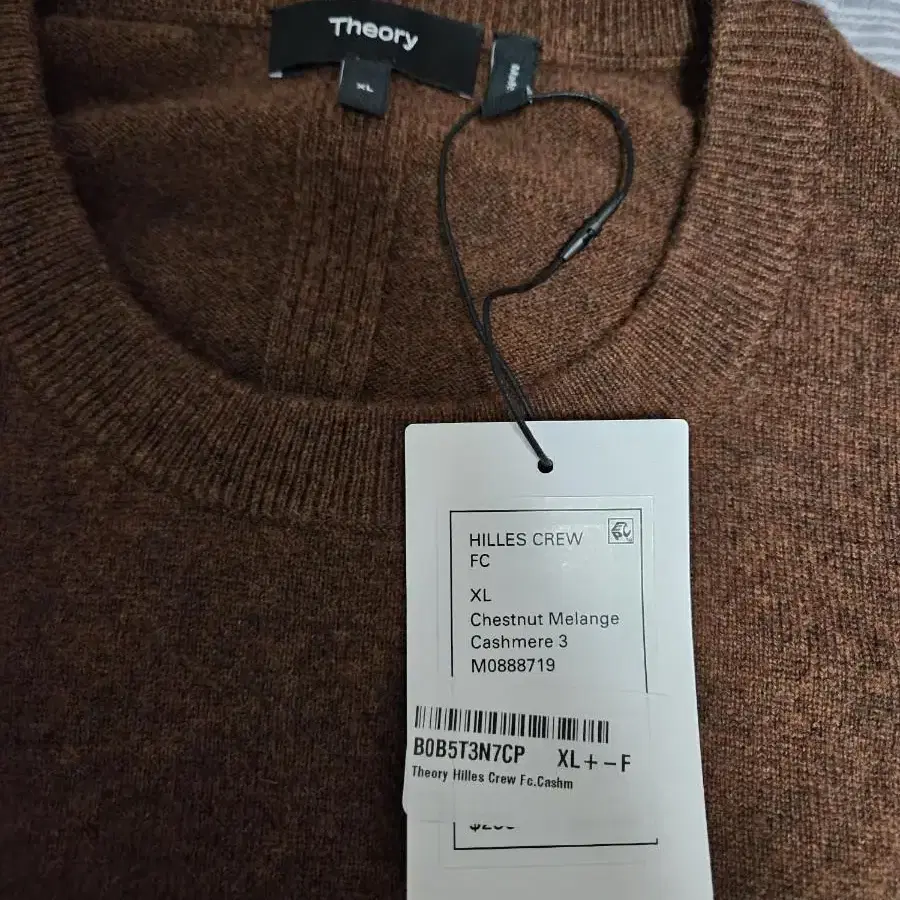 Theory
XL
HILLES CREW
FC
XL
Chestnut Melange
Cashmere 3
M0888719
B0B5T3N7CP XL+-F
Theory Hilles Crew Fc.Cashm